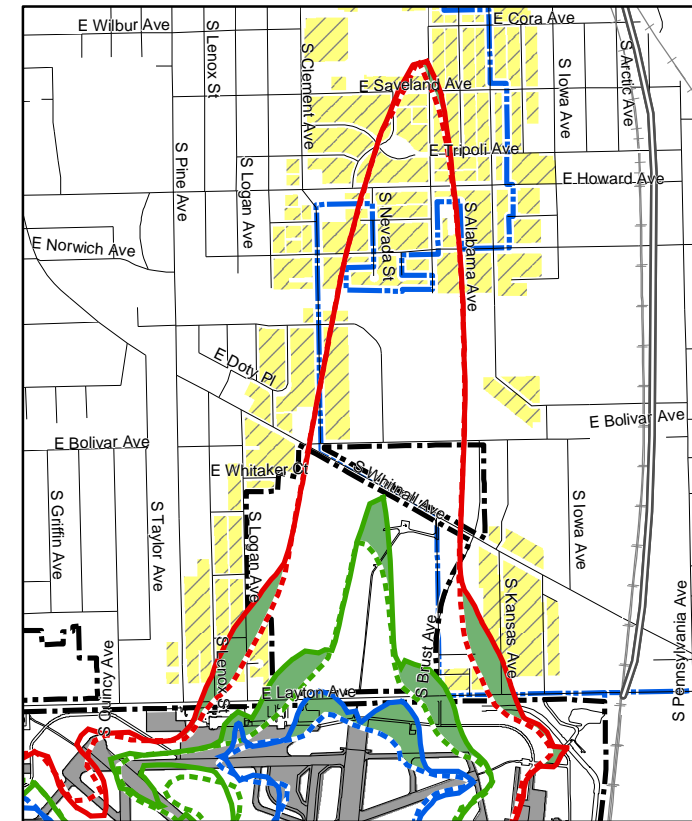 E Wilbur Ave
E Cora Ave
S Lenox St
S Clement Ave
S Iowa Ave
S Arctic Ave
E Saveland Ave
S Pine Ave
S Logan Ave
E Tripoli Ave
E Howard Ave
S Nevada St
S Alabama Ave
E Norwich Ave
E Doty Pl
E Bolivar Ave
E Bolivar Ave
E Whitaker Ct
S Whitnall Ave
S Griffin Ave
S Taylor Ave
S Logan Ave
S Iowa Ave
S Kansas Ave
S Quincy Ave
S Lenox St
E Layton Ave
S Brust Ave
S Pennsylvania Ave